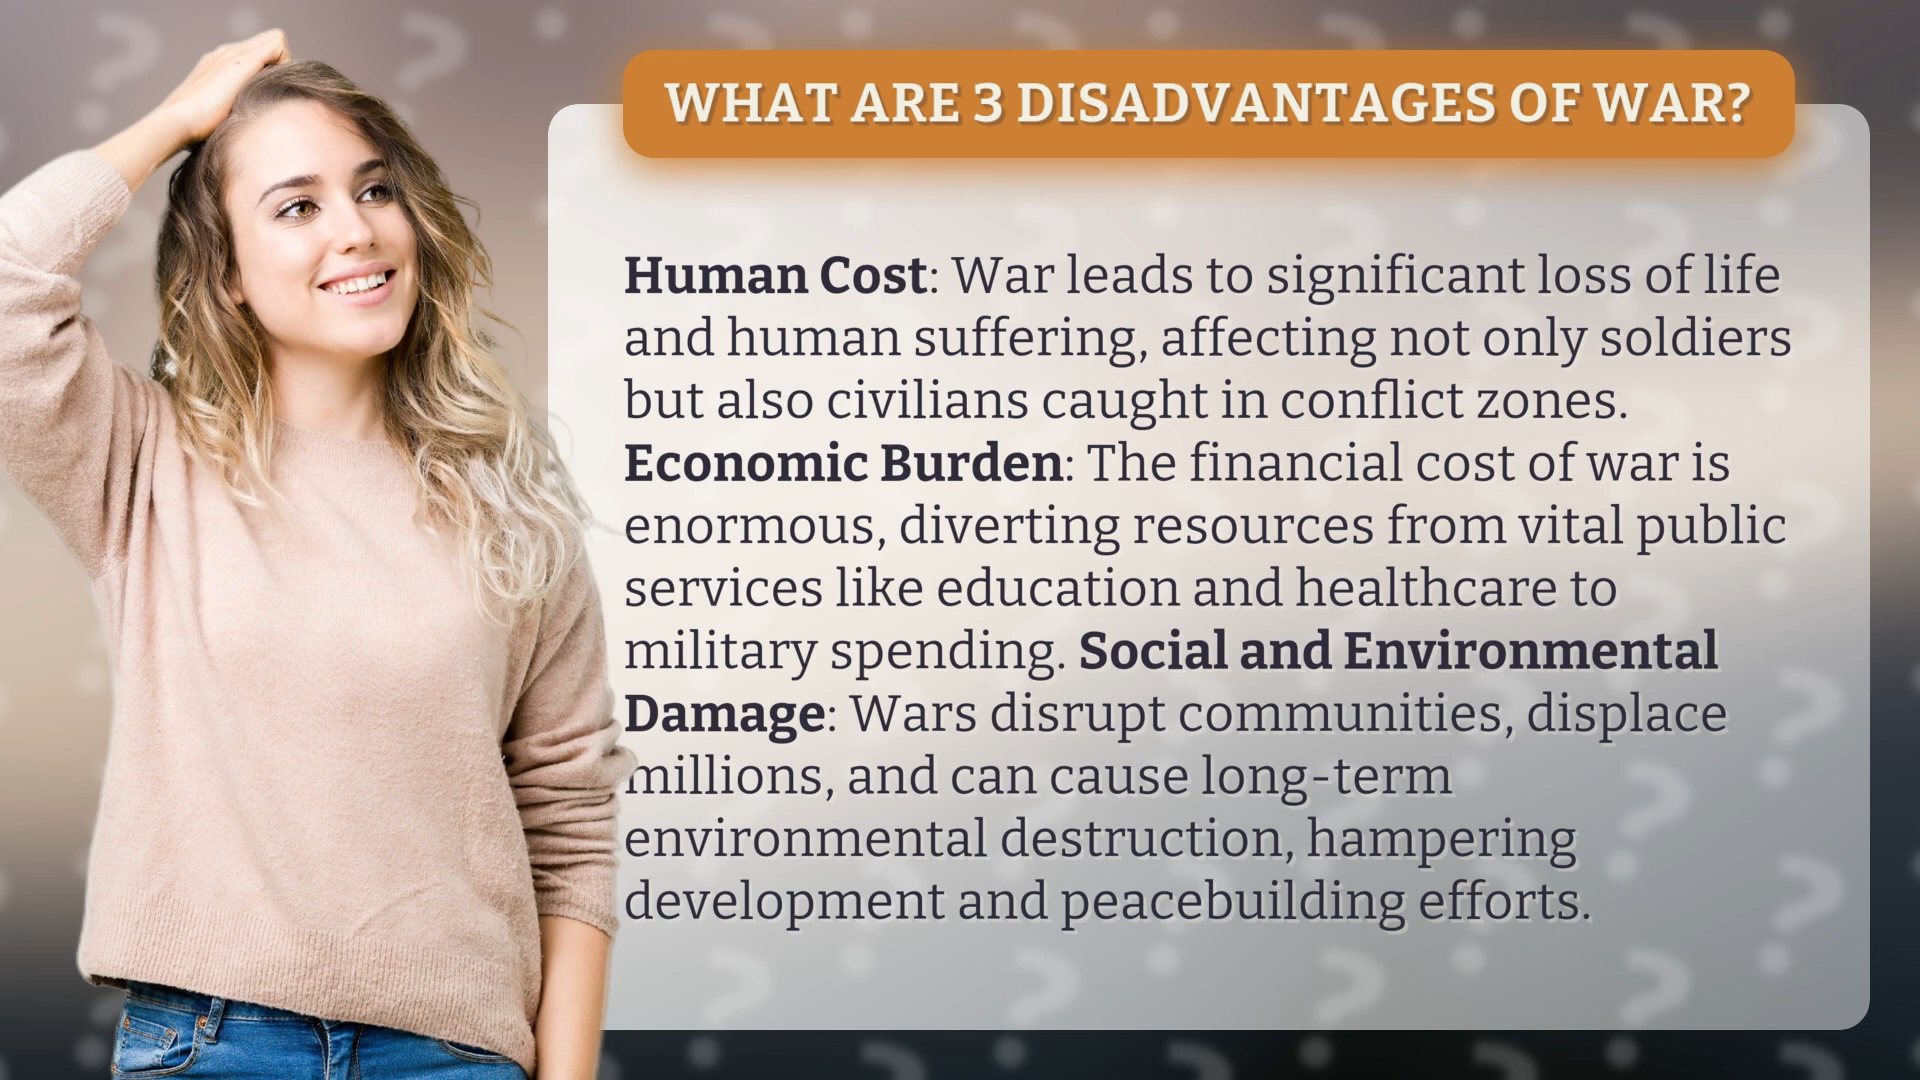 WHAT ARE 3 DISADVANTAGES OF WAR?
Human Cost: War leads to significant loss of life
and human suffering, affecting not only soldiers
but also civilians caught in conflict zones.
Economic Burden: The financial cost of war is
enormous, diverting resources from vital public
services like education and healthcare to
military spending. Social and Environmental
Damage: Wars disrupt communities, displace
millions, and can cause long-term
environmental destruction, hampering
development and peacebuilding efforts.